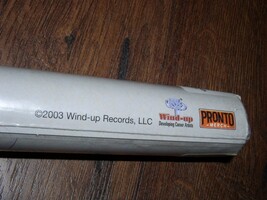 ©2003 Wind-up Records, LLC
Wind-up
Developing Career Artists
PRONTO